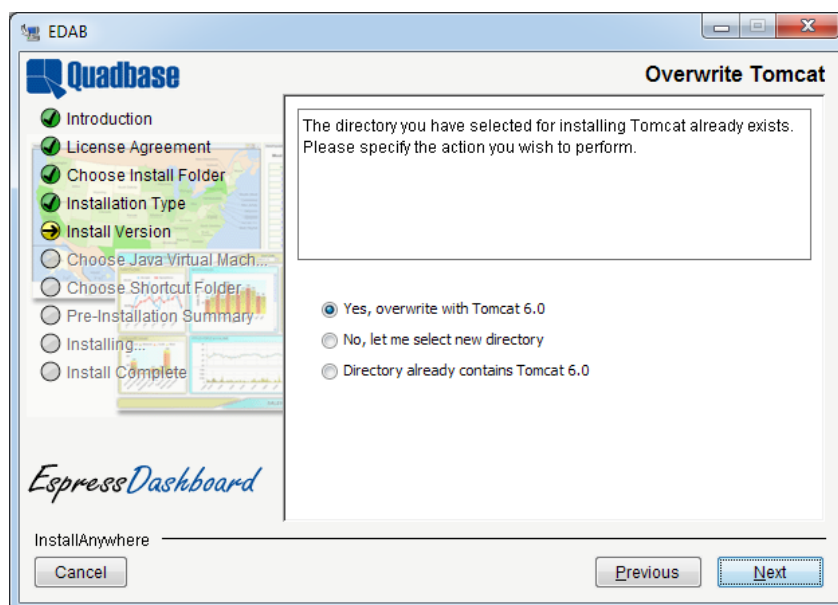 EDAB
Quadbase
Overwrite Tomcat
Introduction
License Agreement
Choose Install Folder
Installation Type
Install Version
Choose Java Virtual Mach...
Choose Shortcut Folder
Pre-Installation Summary
Installing...
Install Complete
The directory you have selected for installing Tomcat already exists.
Please specify the action you wish to perform.
Yes, overwrite with Tomcat 6.0
No, let me select new directory
Directory already contains Tomcat 6.0
EspressDashboard
InstallAnywhere
Cancel
Previous
Next